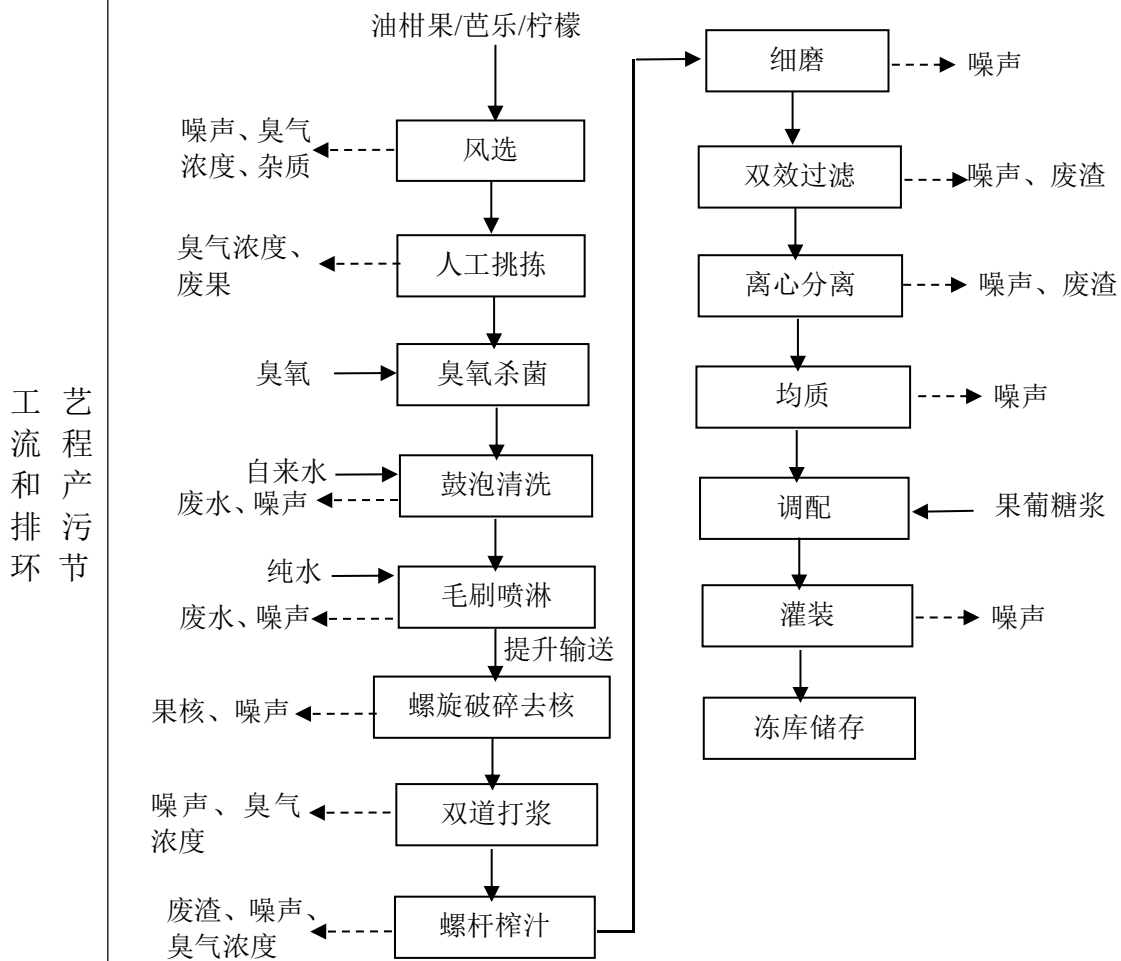 工 艺
流 程
和 产
排 污
环 节
油柑果/芭乐/柠檬
噪声、臭气
浓度、杂质
风选
臭气浓度、
废果
人工挑拣
臭氧
臭氧杀菌
自来水
废水、噪声
鼓泡清洗
纯水
废水、噪声
毛刷喷淋
提升输送
果核、噪声
螺旋破碎去核
噪声、臭气
浓度
双道打浆
废渣、噪声、
臭气浓度
螺杆榨汁
细磨
噪声
双效过滤
噪声、废渣
离心分离
噪声、废渣
均质
噪声
调配
果葡糖浆
灌装
噪声
冻库储存